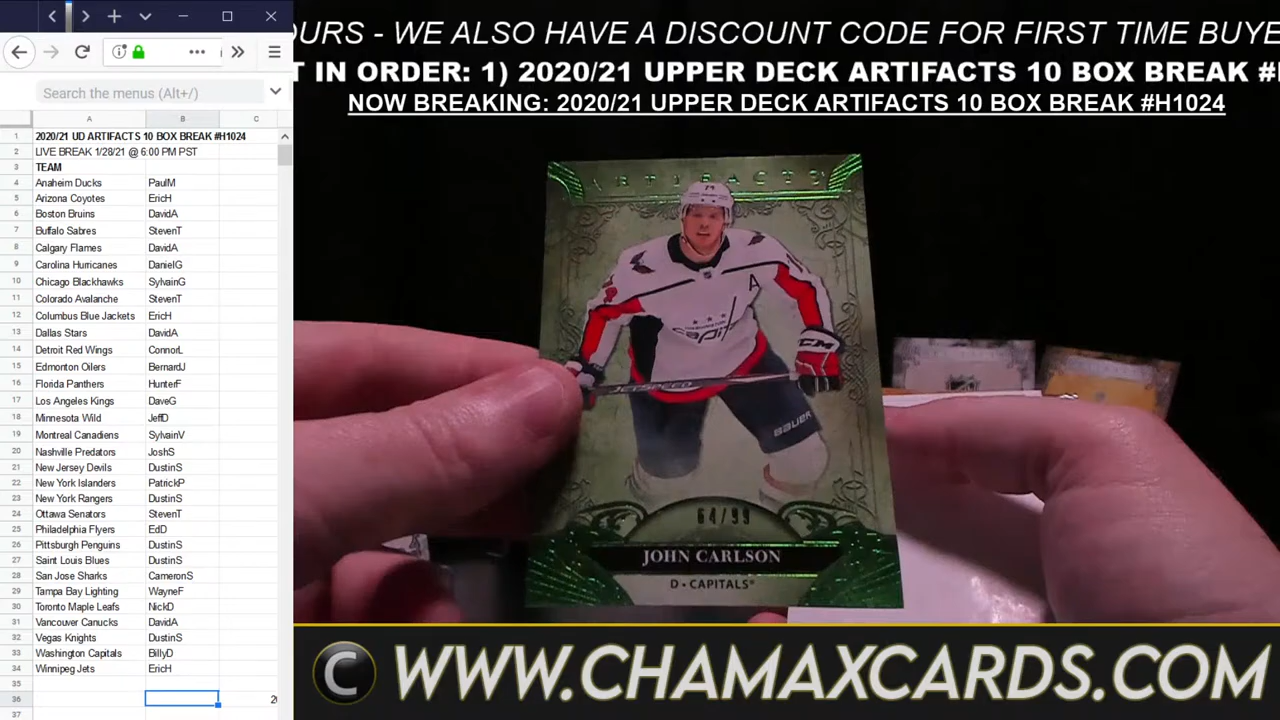 OURS - WE ALSO HAVE A DISCOUNT CODE FOR FIRST TIME BUYE
T IN ORDER: 1) 2020/21 UPPER DECK ARTIFACTS 10 BOX BREAK #
NOW BREAKING: 2020/21 UPPER DECK ARTIFACTS 10 BOX BREAK #H1024
Search the menus (Alt+/)
A B C
1 2020/21 UD ARTIFACTS 10 BOX BREAK #H1024
2 LIVE BREAK 1/28/21 @ 6:00 PM PST
3 TEAM
4 Anaheim Ducks PaulM
5 Arizona Coyotes EricH
6 Boston Bruins DavidA
7 Buffalo Sabres StevenT
8 Calgary Flames DavidA
9 Carolina Hurricanes DanielG
10 Chicago Blackhawks SylvainG
11 Colorado Avalanche StevenT
12 Columbus Blue Jackets EricH
13 Dallas Stars DavidA
14 Detroit Red Wings ConnorL
15 Edmonton Oilers BernardJ
16 Florida Panthers HunterF
17 Los Angeles Kings DaveG
18 Minnesota Wild JeffD
19 Montreal Canadiens SylvainV
20 Nashville Predators JoshS
21 New Jersey Devils DustinS
22 New York Islanders PatrickP
23 New York Rangers DustinS
24 Ottawa Senators StevenT
25 Philadelphia Flyers EdD
26 Pittsburgh Penguins DustinS
27 Saint Louis Blues DustinS
28 San Jose Sharks CameronS
29 Tampa Bay Lighting WayneF
30 Toronto Maple Leafs NickD
31 Vancouver Canucks DavidA
32 Vegas Knights DustinS
33 Washington Capitals BillyD
34 Winnipeg Jets EricH
35
36 20
37
ARTIFACTS
74
A
capitals
CCM
JETSPEED
BAUER
64/99
JOHN CARLSON
D • CAPITALS
C WWW.CHAMAXCARDS.COM